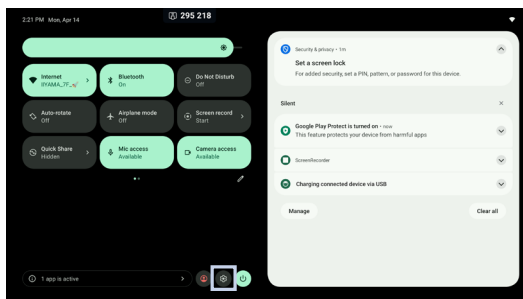 2:21 PM Mon, Apr 14
295 218
Internet
IIYAMA_7F_
Bluetooth
On
Do Not Disturb
Off
Auto-rotate
Off
Airplane mode
Off
Screen record
Start
Quick Share
Hidden
Mic access
Available
Camera access
Available
1 app is active
Security & privacy • 1m
Set a screen lock
For added security, set a PIN, pattern, or password for this device
Silent
Google Play Protect is turned on • now
This feature protects your device from harmful apps
ScreenRecorder
Charging connected device via USB
Manage
Clear all